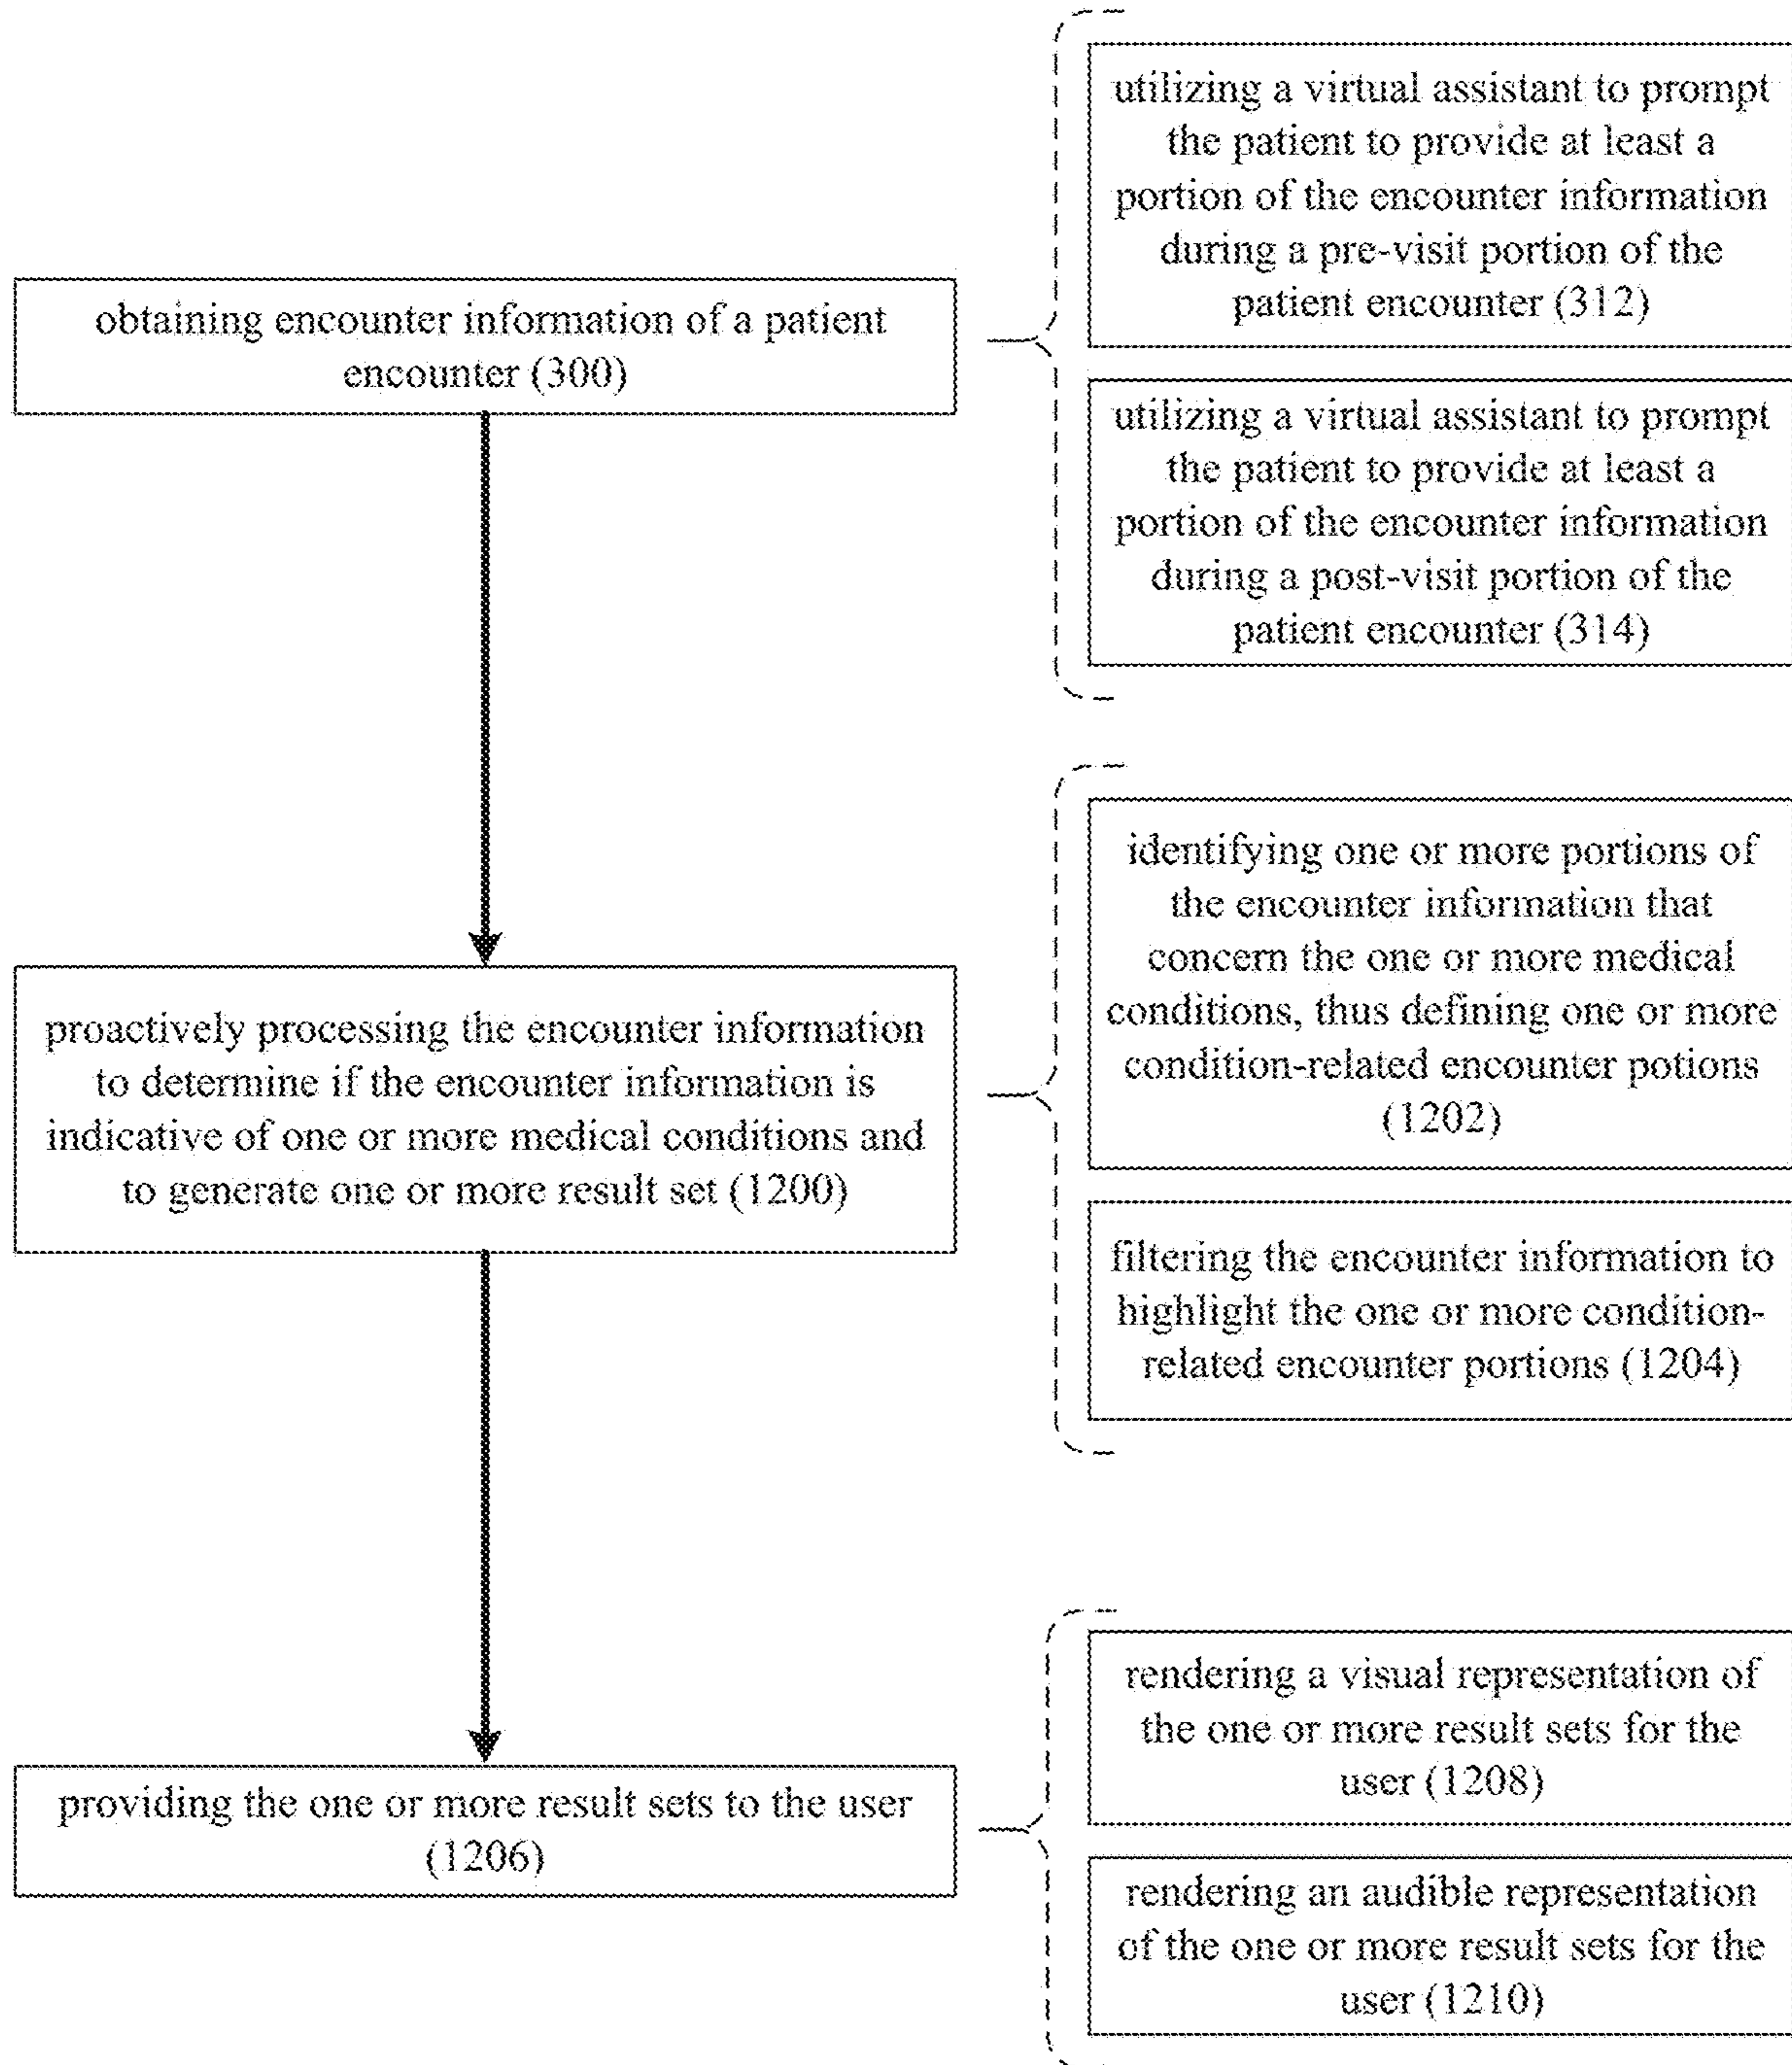 obtaining encounter information of a patient
encounter (300)
utilizing a virtual assistant to prompt
the patient to provide at least a
portion of the encounter information
during a pre-visit portion of the
patient encounter (312)
utilizing a virtual assistant to prompt
the patient to provide at least a
portion of the encounter information
during a post-visit portion of the
patient encounter (314)
proactively processing the encounter information
to determine if the encounter information is
indicative of one or more medical conditions and
to generate one or more result set (1200)
identifying one or more portions of
the encounter information that
concern the one or more medical
conditions, thus defining one or more
condition-related encounter potions
(1202)
filtering the encounter information to
highlight the one or more condition-
related encounter portions (1204)
providing the one or more result sets to the user
(1206)
rendering a visual representation of
the one or more result sets for the
user (1208)
rendering an audible representation
of the one or more result sets for the
user (1210)